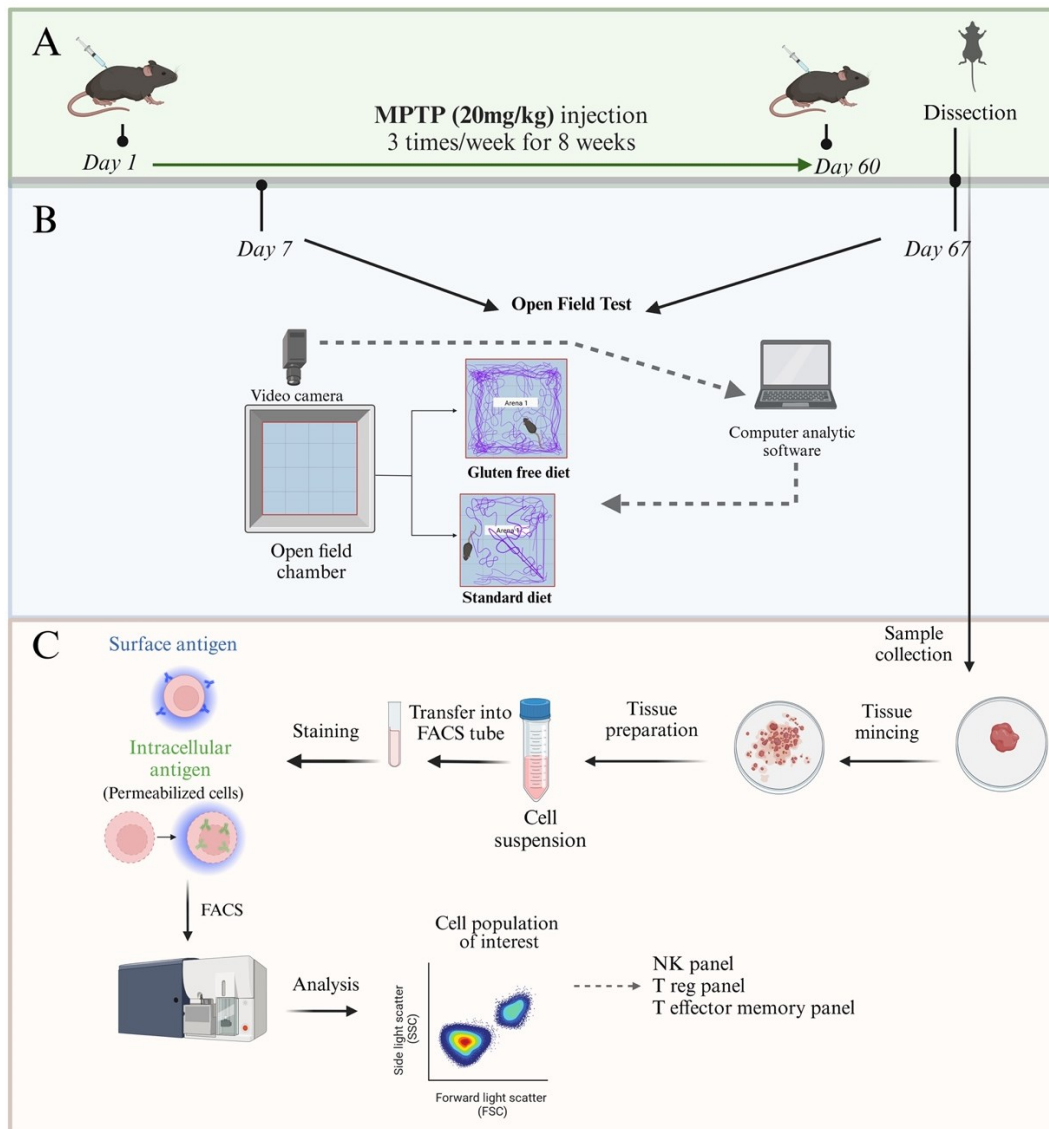 A
MPTP (20mg/kg) injection
3 times/week for 8 weeks
Dissection
Day 1
Day 60
B
Day 7
Day 67
Open Field Test
Video camera
Arena 1
Gluten free diet
Computer analytic
software
Open field
chamber
Arena 1
Standard diet
C
Surface antigen
Sample
collection
Intracellular
antigen
(Permeabilized cells)
Staining
Transfer into
FACS tube
Tissue
preparation
Tissue
mincing
Cell
suspension
FACS
Analysis
Cell population
of interest
Side light scatter
(SSC)
Forward light scatter
(FSC)
NK panel
T reg panel
T effector memory panel